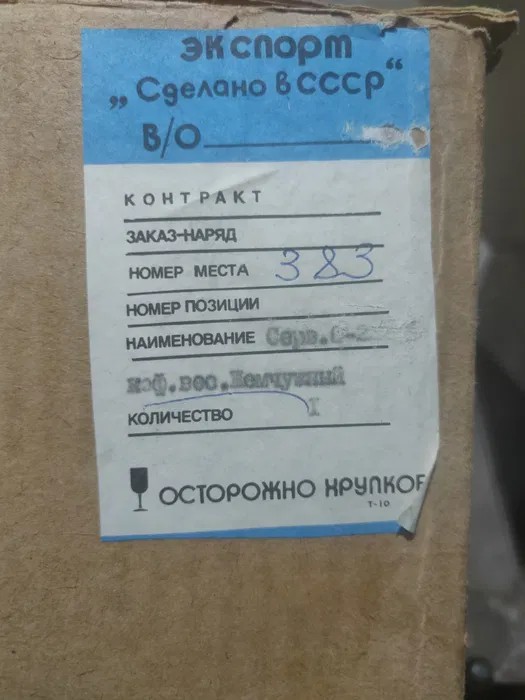 экспорт
„Сделано в СССР“
В/О
КОНТРАКТ
ЗАКАЗ-НАРЯД
НОМЕР МЕСТА 383
НОМЕР ПОЗИЦИИ
НАИМЕНОВАНИЕ Серв.
коф.вос.Жемчужный
КОЛИЧЕСТВО I
ОСТОРОЖНО ХРУПКОЕ
Т-10